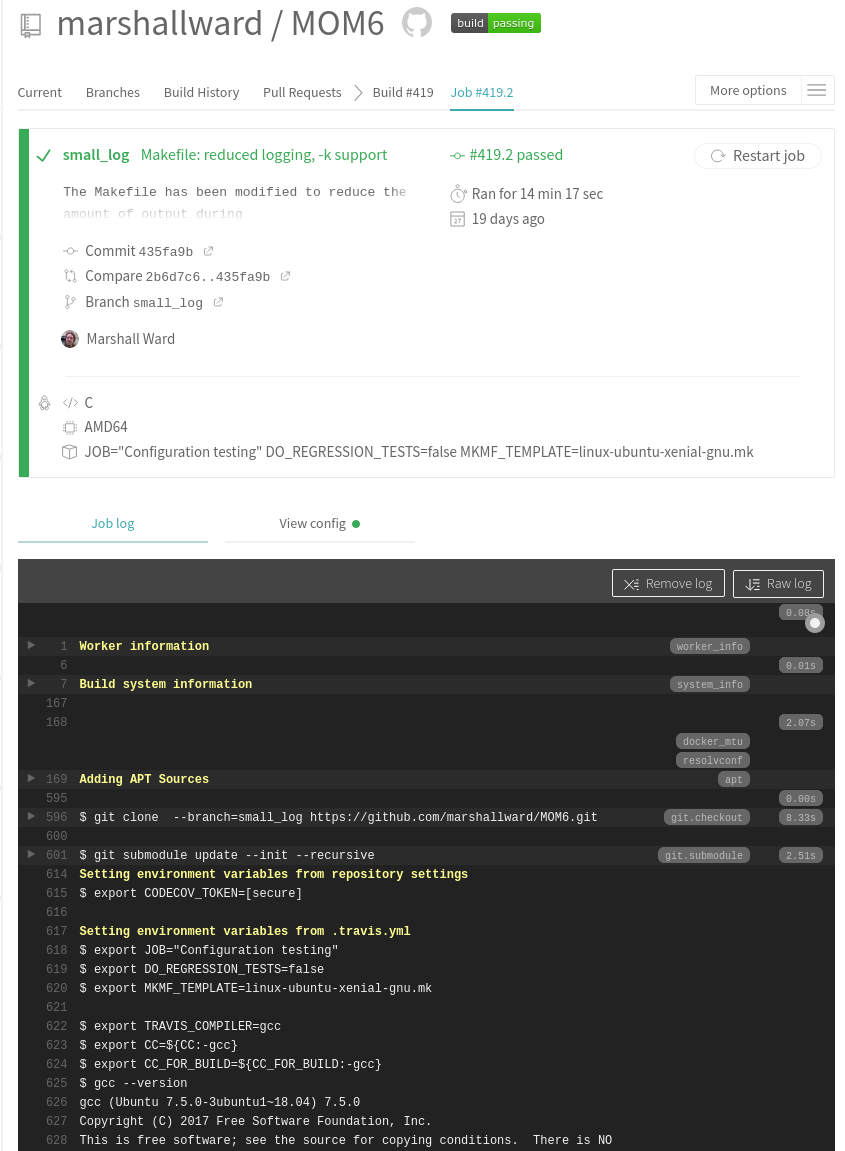 marshallward / MOM6 build passing
Current Branches Build History Pull Requests Build #419 Job #419.2 More options
small_log Makefile: reduced logging, -k support #419.2 passed Restart job
The Makefile has been modified to reduce the Ran for 14 min 17 sec
amount of output during 19 days ago
Commit 435fa9b
Compare 2b6d7c6..435fa9b
Branch small_log
Marshall Ward
</> C
AMD64
JOB="Configuration testing" DO_REGRESSION_TESTS=false MKMF_TEMPLATE=linux-ubuntu-xenial-gnu.mk
Job log View config
Remove log Raw log
0.08s
1 Worker information worker_info
6 0.01s
7 Build system information system_info
167
168 2.07s
docker_mtu
resolvconf
169 Adding APT Sources apt
595 0.00s
596 $ git clone  --branch=small_log https://github.com/marshallward/MOM6.git git.checkout 8.33s
600
601 $ git submodule update --init --recursive git.submodule 2.51s
614 Setting environment variables from repository settings
615 $ export CODECOV_TOKEN=[secure]
616
617 Setting environment variables from .travis.yml
618 $ export JOB="Configuration testing"
619 $ export DO_REGRESSION_TESTS=false
620 $ export MKMF_TEMPLATE=linux-ubuntu-xenial-gnu.mk
621
622 $ export TRAVIS_COMPILER=gcc
623 $ export CC=${CC:-gcc}
624 $ export CC_FOR_BUILD=${CC_FOR_BUILD:-gcc}
625 $ gcc --version
626 gcc (Ubuntu 7.5.0-3ubuntu1~18.04) 7.5.0
627 Copyright (C) 2017 Free Software Foundation, Inc.
628 This is free software; see the source for copying conditions.  There is NO